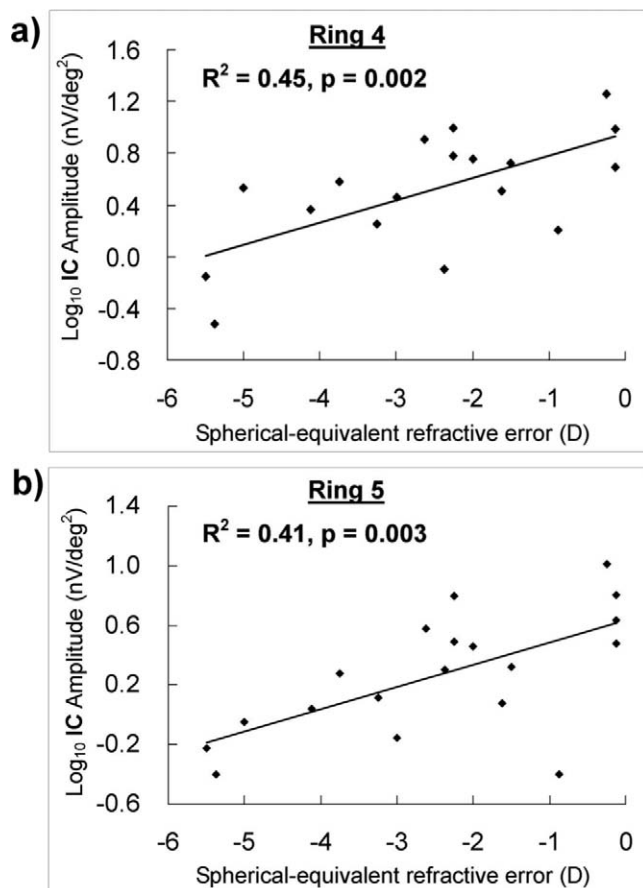 a)
Ring 4
R² = 0.45, p = 0.002
Log₁₀ IC Amplitude (nV/deg²)
1.6
1.2
0.8
0.4
0.0
-0.4
-0.8
-6 -5 -4 -3 -2 -1 0
Spherical-equivalent refractive error (D)
b)
Ring 5
R² = 0.41, p = 0.003
Log₁₀ IC Amplitude (nV/deg²)
1.4
1.0
0.6
0.2
-0.2
-0.6
-6 -5 -4 -3 -2 -1 0
Spherical-equivalent refractive error (D)